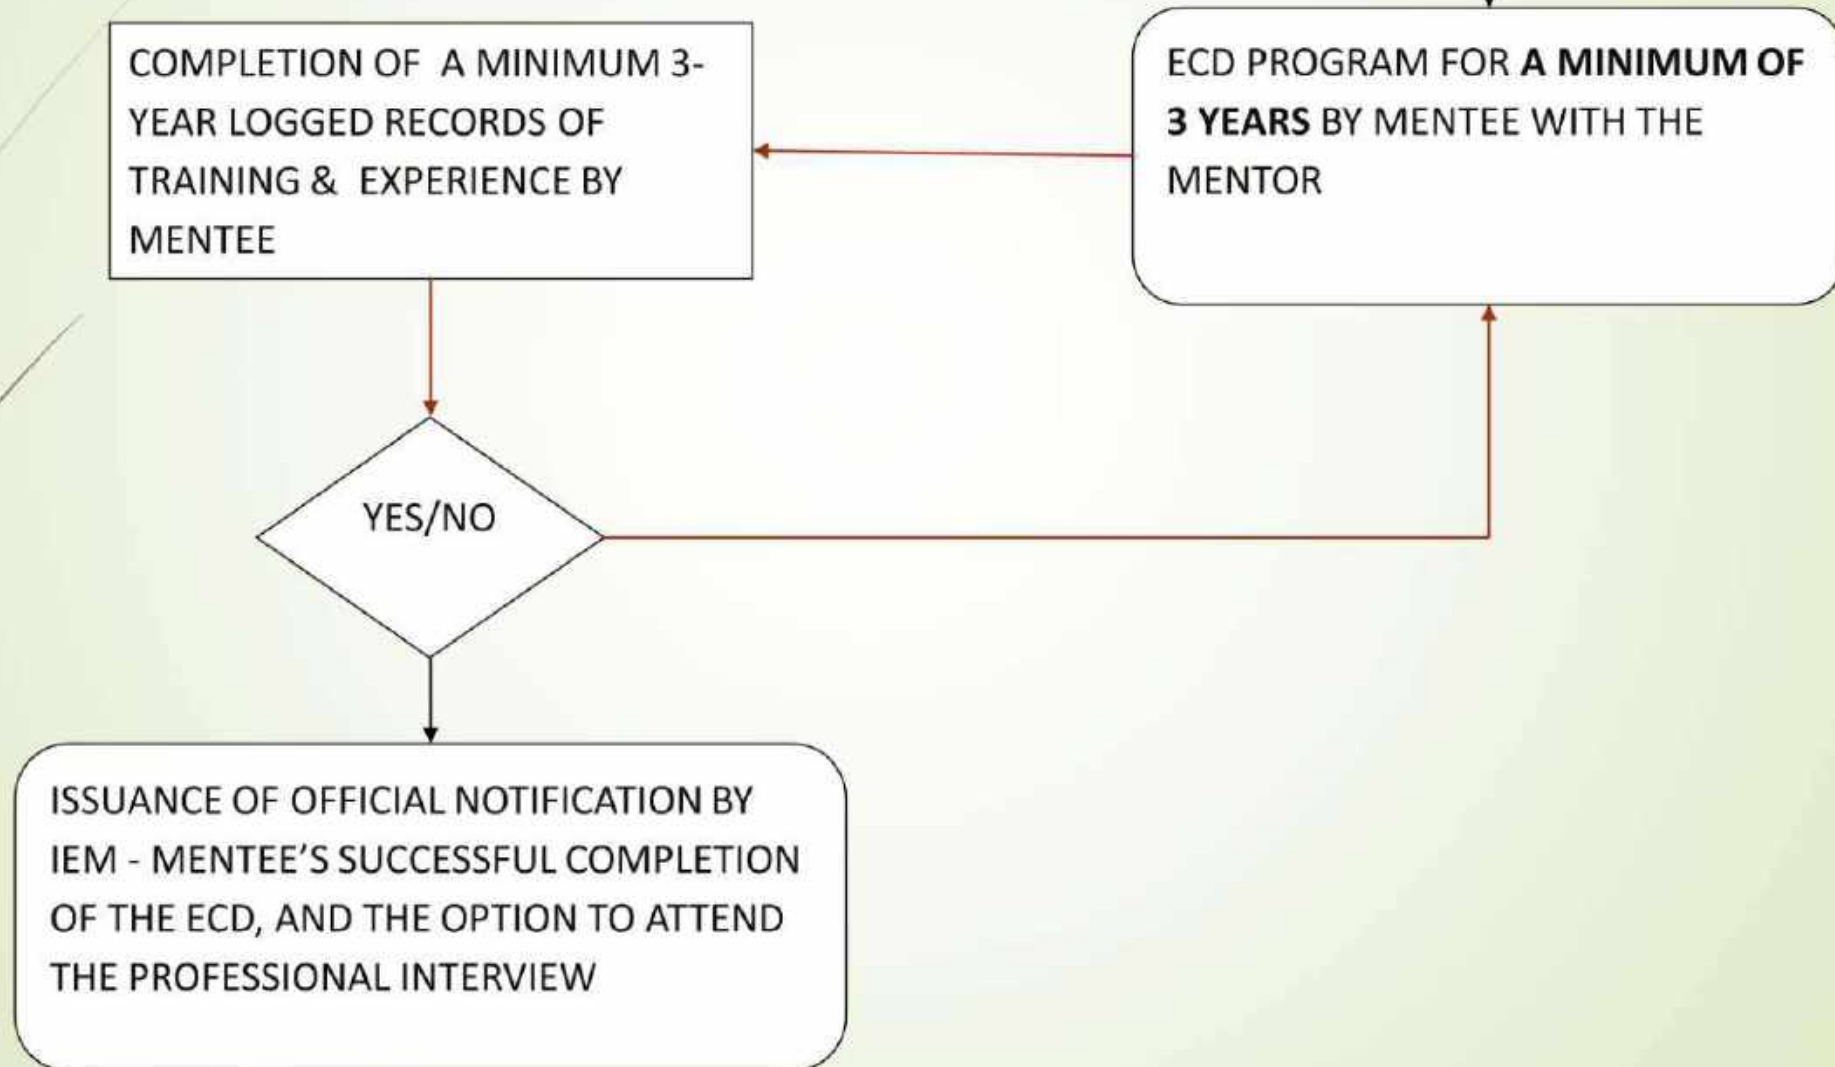 COMPLETION OF A MINIMUM 3-
YEAR LOGGED RECORDS OF
TRAINING & EXPERIENCE BY
MENTEE
ECD PROGRAM FOR A MINIMUM OF
3 YEARS BY MENTEE WITH THE
MENTOR
YES/NO
ISSUANCE OF OFFICIAL NOTIFICATION BY
IEM - MENTEE'S SUCCESSFUL COMPLETION
OF THE ECD, AND THE OPTION TO ATTEND
THE PROFESSIONAL INTERVIEW